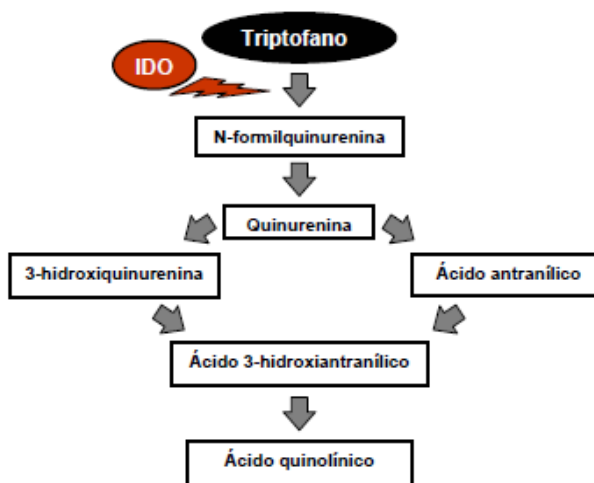 Triptofano
IDO
N-formilquinurenina
Quinurenina
3-hidroxiquinurenina
Ácido antranílico
Ácido 3-hidroxiantranílico
Ácido quinolínico